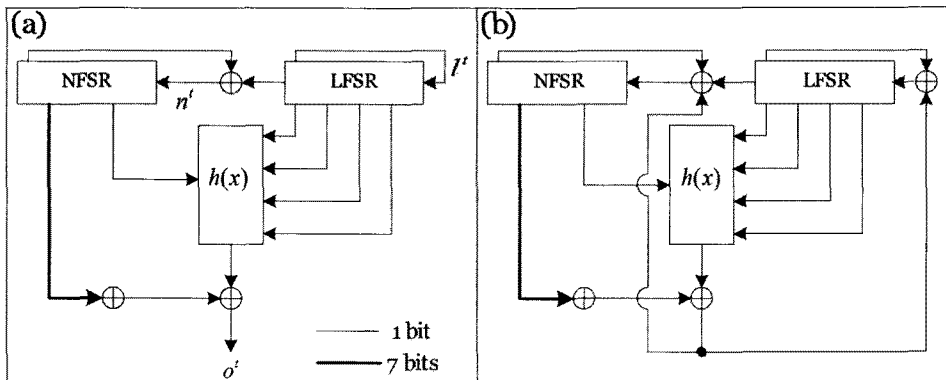 (a)
NFSR
n^t
LFSR
l^t
h(x)
o^t
1 bit
7 bits
(b)
NFSR
LFSR
h(x)